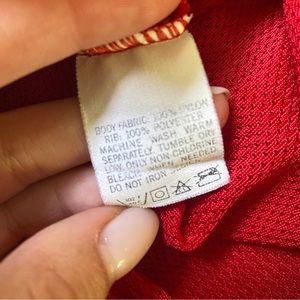 BODY FABRIC: 100% NYLON
RIB: 100% POLYESTER
MACHINE WASH WARM
SEPARATELY TUMBLE DRY
LOW, ONLY NON CHLORINE
BLEACH WHEN NEEDED.
DO NOT IRON